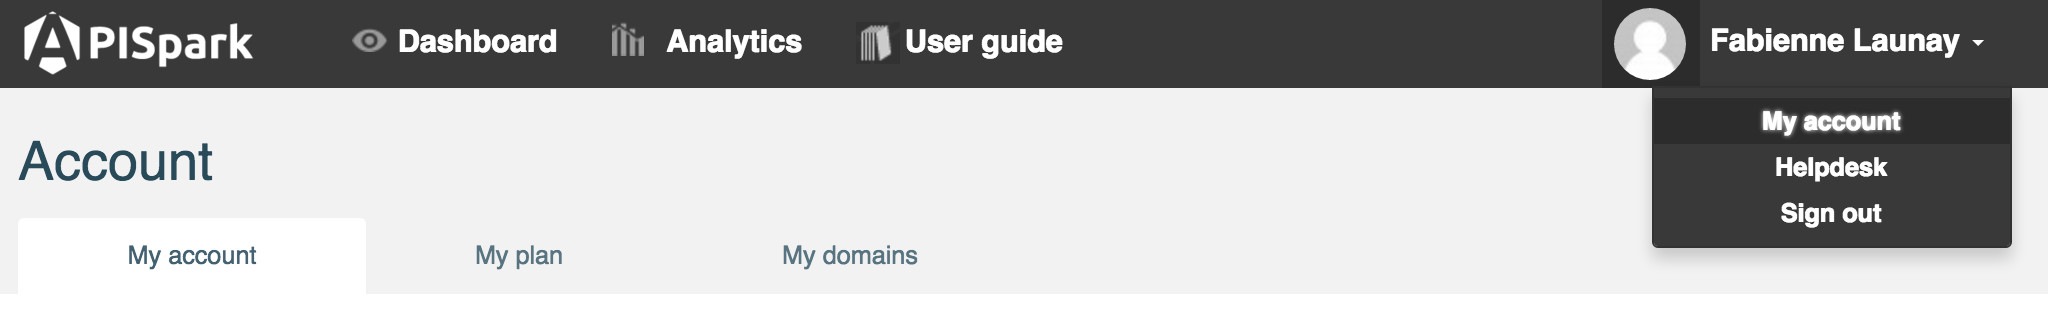 APISpark Dashboard Analytics User guide Fabienne Launay
My account
Helpdesk
Sign out
Account
My account My plan My domains